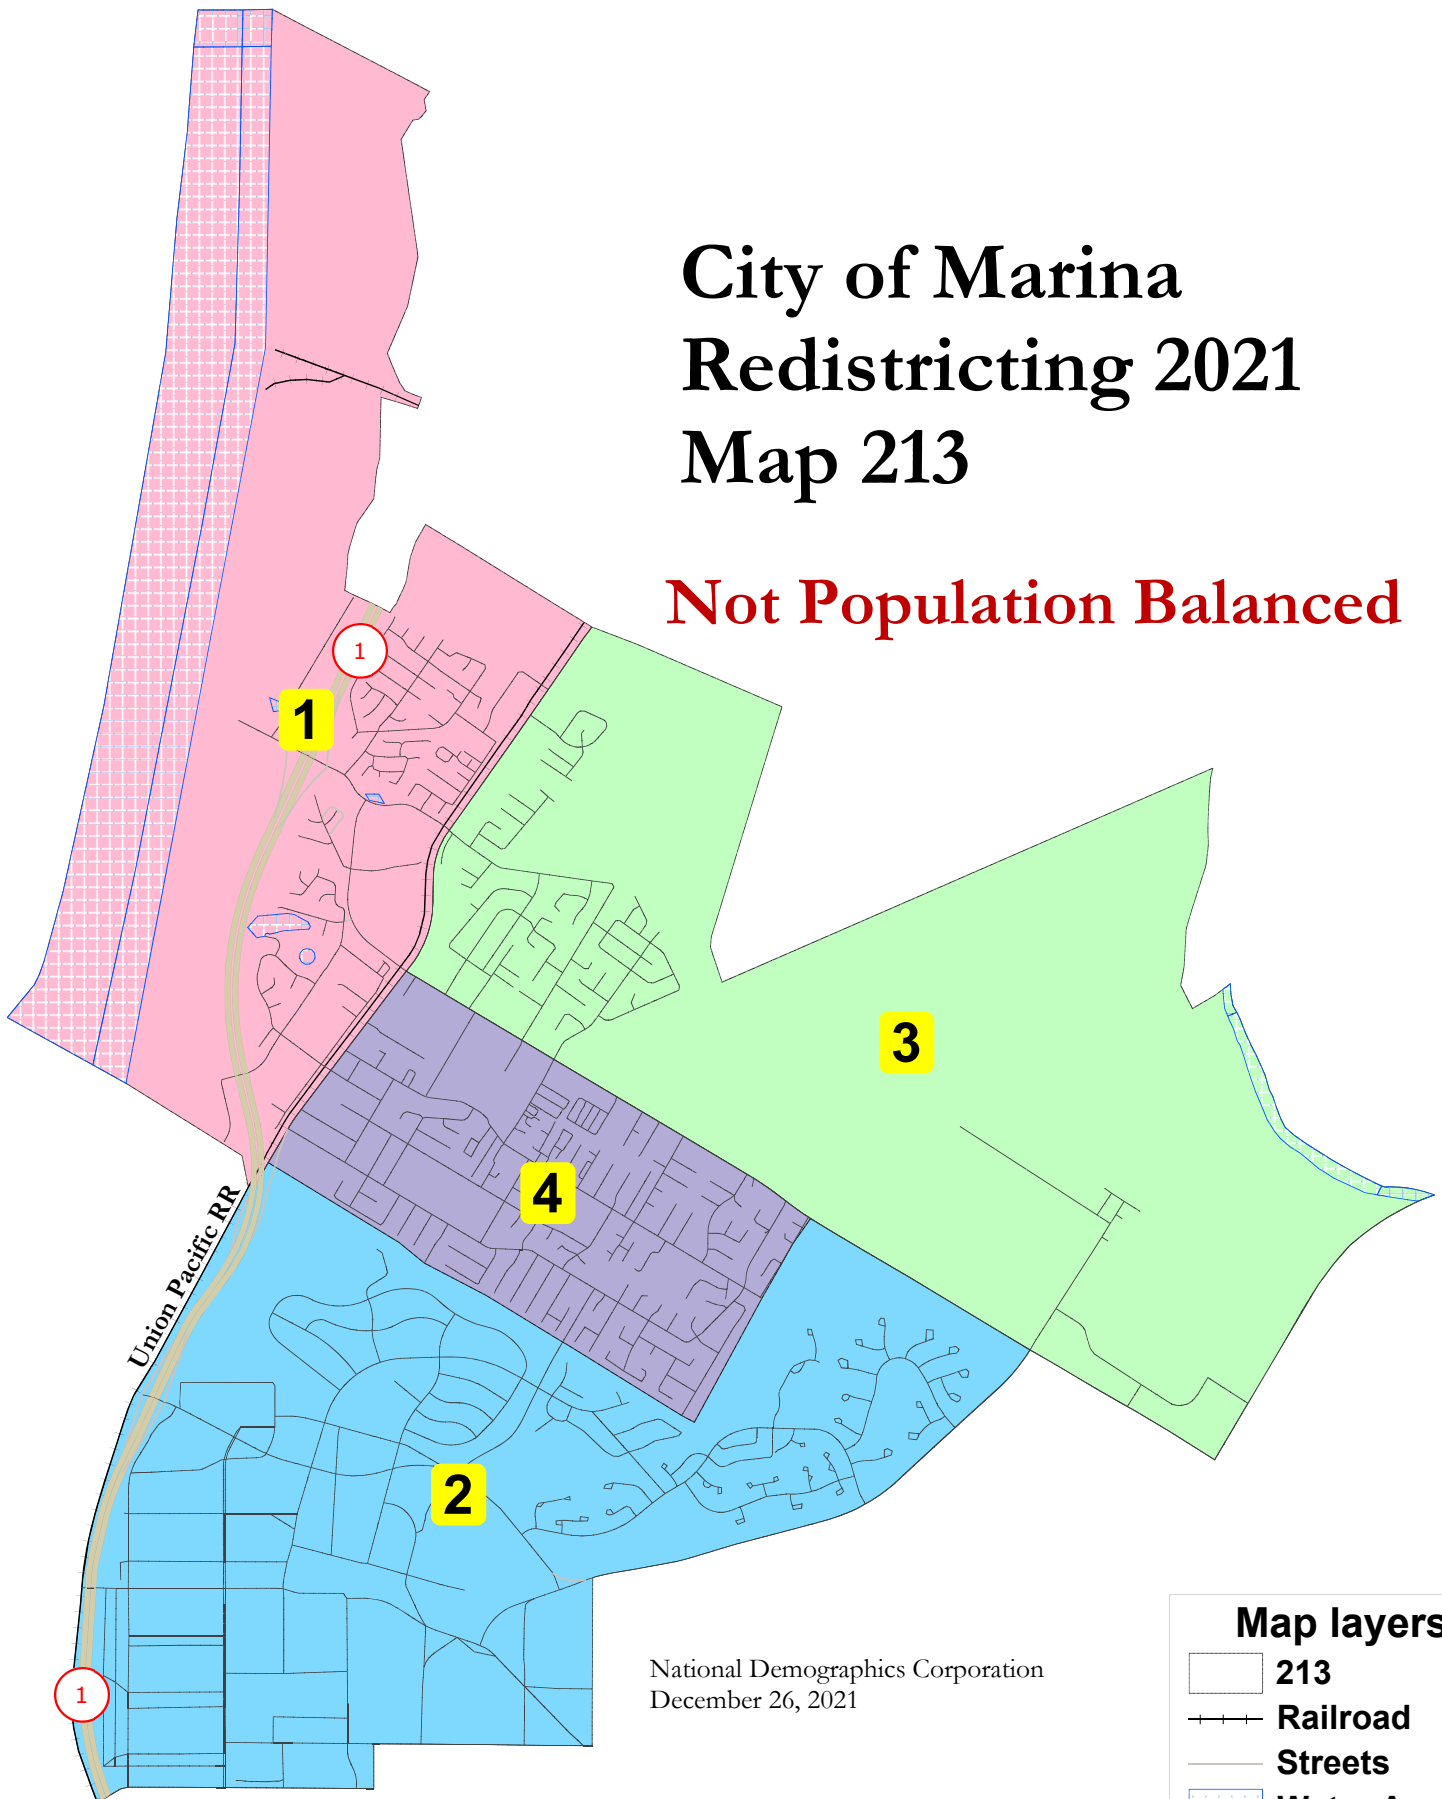 City of Marina
Redistricting 2021
Map 213
Not Population Balanced
1
1
3
4
Union Pacific RR
2
1
National Demographics Corporation
December 26, 2021
Map layers
213
Railroad
Streets